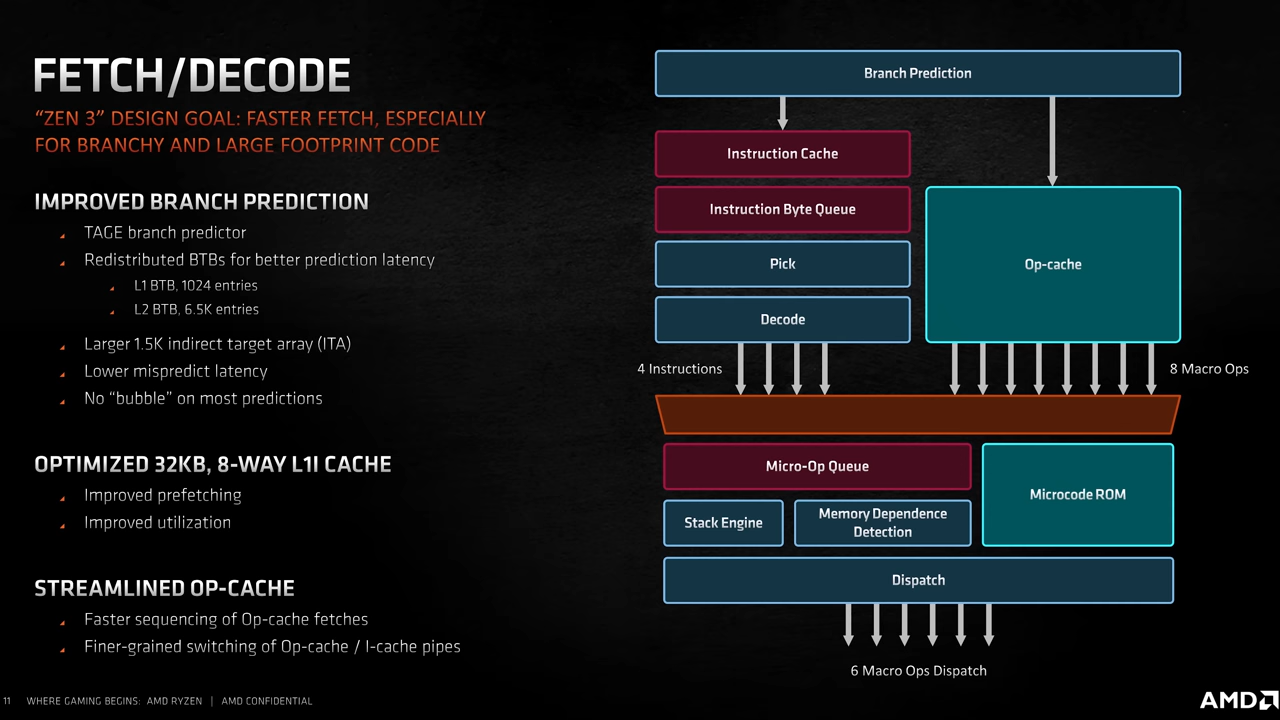 FETCH/DECODE
“ZEN 3” DESIGN GOAL: FASTER FETCH, ESPECIALLY
FOR BRANCHY AND LARGE FOOTPRINT CODE
IMPROVED BRANCH PREDICTION
TAGE branch predictor
Redistributed BTBs for better prediction latency
L1 BTB, 1024 entries
L2 BTB, 6.5K entries
Larger 1.5K indirect target array (ITA)
Lower mispredict latency
No “bubble” on most predictions
OPTIMIZED 32KB, 8-WAY L1I CACHE
Improved prefetching
Improved utilization
STREAMLINED OP-CACHE
Faster sequencing of Op-cache fetches
Finer-grained switching of Op-cache / I-cache pipes
Branch Prediction
Instruction Cache
Instruction Byte Queue
Pick
Decode
Op-cache
4 Instructions
8 Macro Ops
Micro-Op Queue
Microcode ROM
Stack Engine
Memory Dependence
Detection
Dispatch
6 Macro Ops Dispatch
11 WHERE GAMING BEGINS: AMD RYZEN | AMD CONFIDENTIAL
AMD